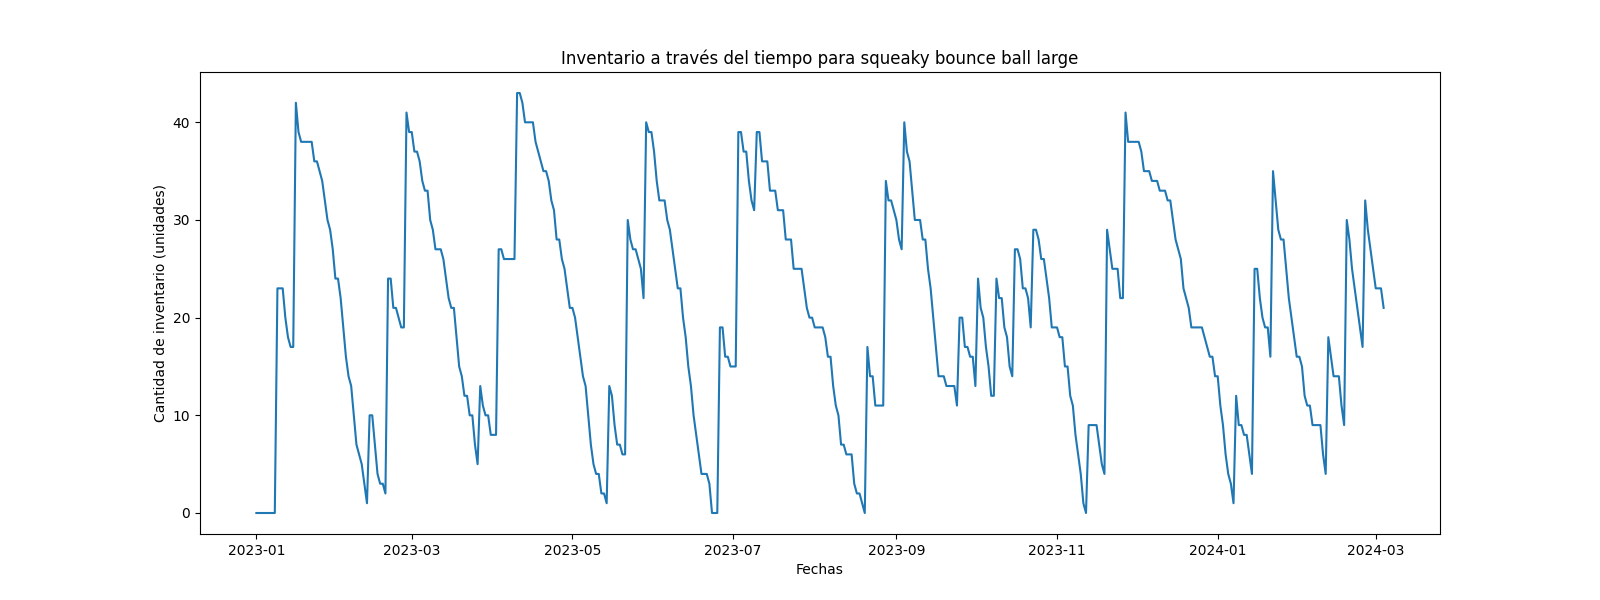 Inventario a través del tiempo para squeaky bounce ball large
Cantidad de inventario (unidades)
40
30
20
10
0
2023-01 2023-03 2023-05 2023-07 2023-09 2023-11 2024-01 2024-03
Fechas